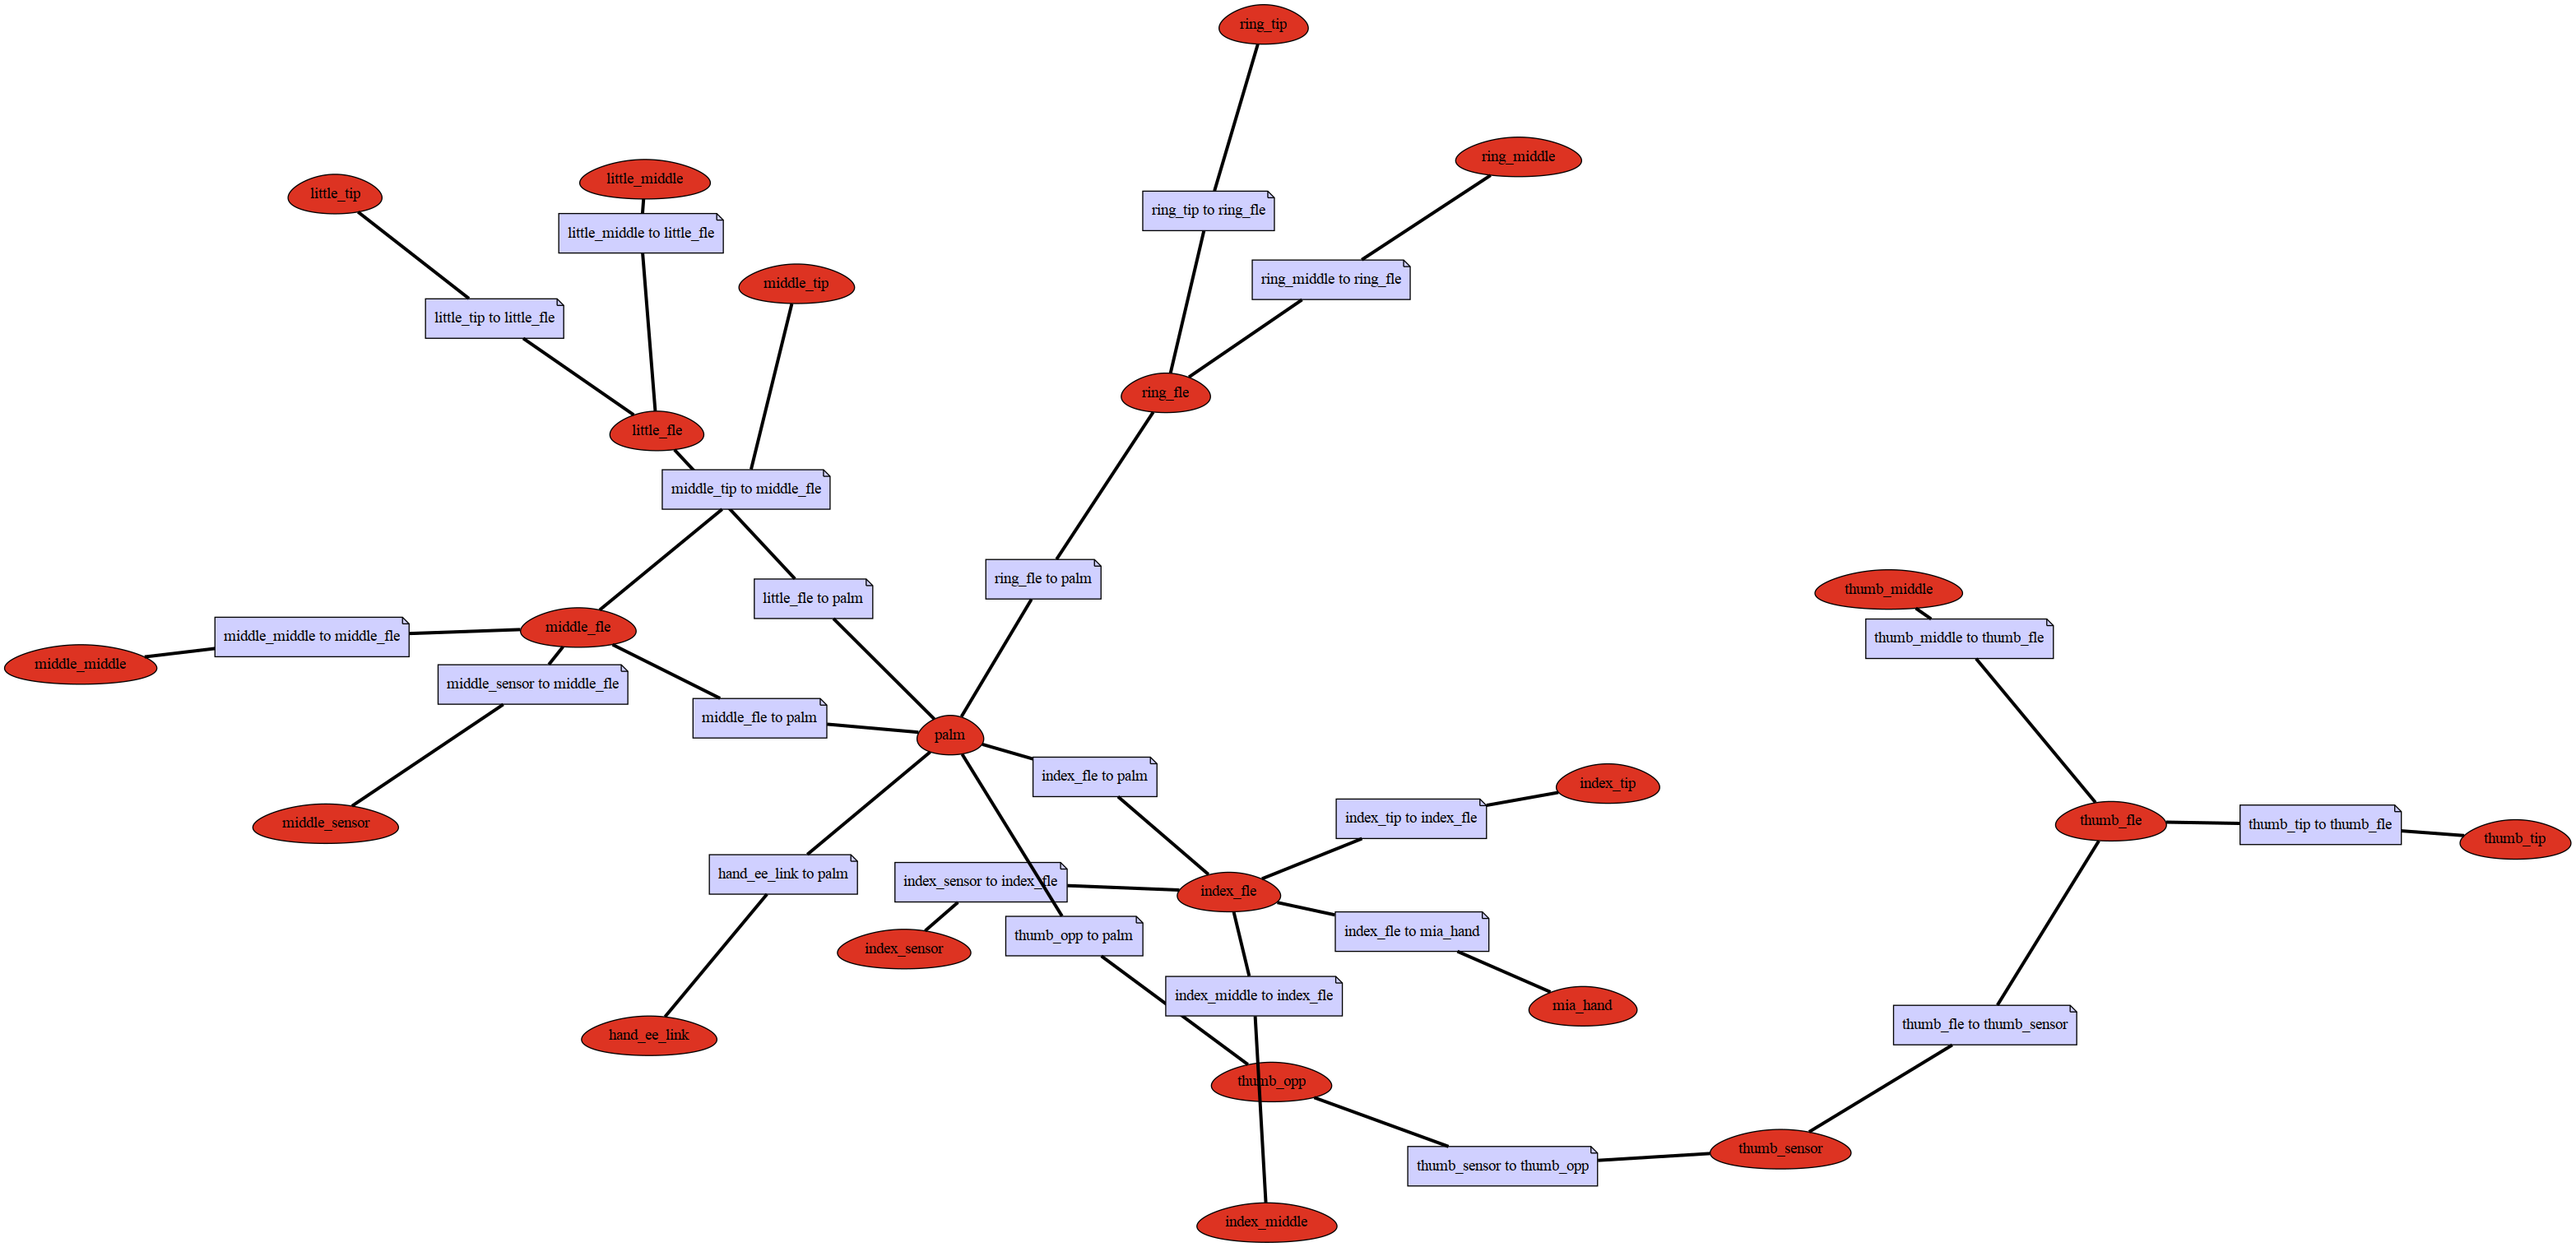 ring_tip
ring_middle
little_middle
little_tip
ring_tip to ring_fle
little_middle to little_fle
ring_middle to ring_fle
middle_tip
little_tip to little_fle
ring_fle
little_fle
middle_tip to middle_fle
ring_fle to palm
thumb_middle
little_fle to palm
middle_fle
middle_middle to middle_fle
thumb_middle to thumb_fle
middle_middle
middle_sensor to middle_fle
middle_fle to palm
palm
index_fle to palm
index_tip
index_tip to index_fle
thumb_fle
middle_sensor
thumb_tip to thumb_fle
thumb_tip
hand_ee_link to palm
index_sensor to index_fle
index_fle
index_fle to mia_hand
thumb_opp to palm
index_sensor
index_middle to index_fle
mia_hand
thumb_fle to thumb_sensor
hand_ee_link
thumb_opp
thumb_sensor
thumb_sensor to thumb_opp
index_middle